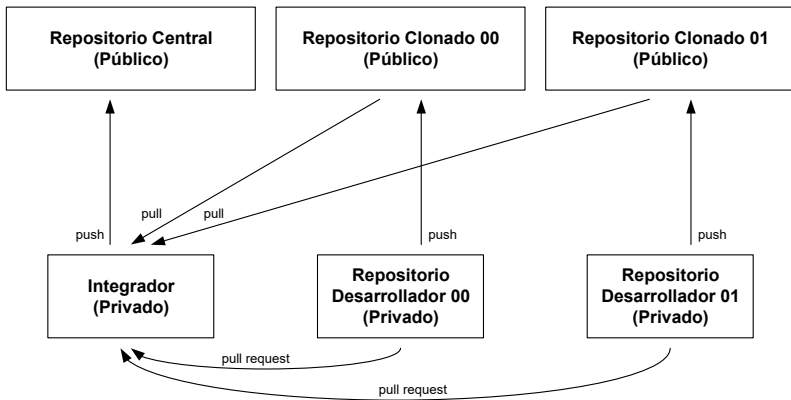 Repositorio Central
(Público)
Repositorio Clonado 00
(Público)
Repositorio Clonado 01
(Público)
pull
pull
push
push
push
Integrador
(Privado)
Repositorio
Desarrollador 00
(Privado)
Repositorio
Desarrollador 01
(Privado)
pull request
pull request